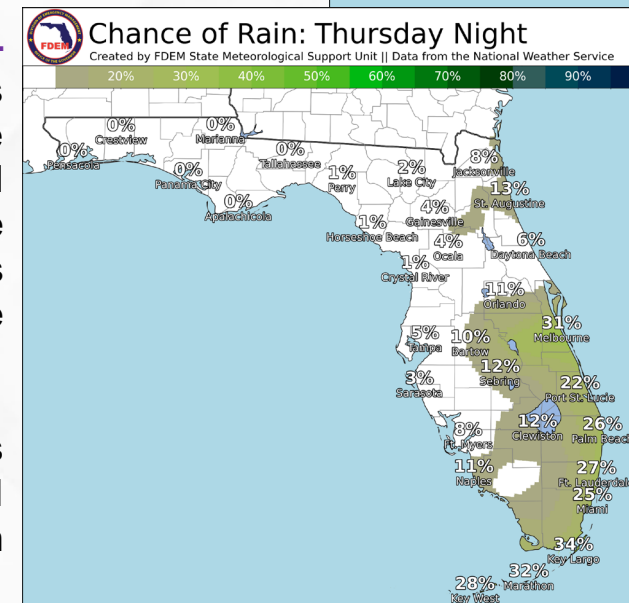 Chance of Rain: Thursday Night
FDEM
Created by FDEM State Meteorological Support Unit || Data from the National Weather Service
20% 30% 40% 50% 60% 70% 80% 90%
0%
Crestview
0%
Marianna
0%
Pensacola
0%
Tallahassee
0%
Panama City
1%
Perry
2%
Lake City
8%
Jacksonville
0%
Apalachicola
4%
Gainesville
13%
St. Augustine
1%
Horseshoe Beach
4%
Ocala
6%
Daytona Beach
1%
Crystal River
11%
Orlando
31%
Melbourne
5%
Tampa
10%
Bartow
3%
Sarasota
12%
Sebring
22%
Port St. Lucie
8%
Ft. Myers
12%
Clewiston
26%
Palm Beach
11%
Naples
27%
Ft. Lauderdale
25%
Miami
34%
Key Largo
32%
Marathon
28%
Key West